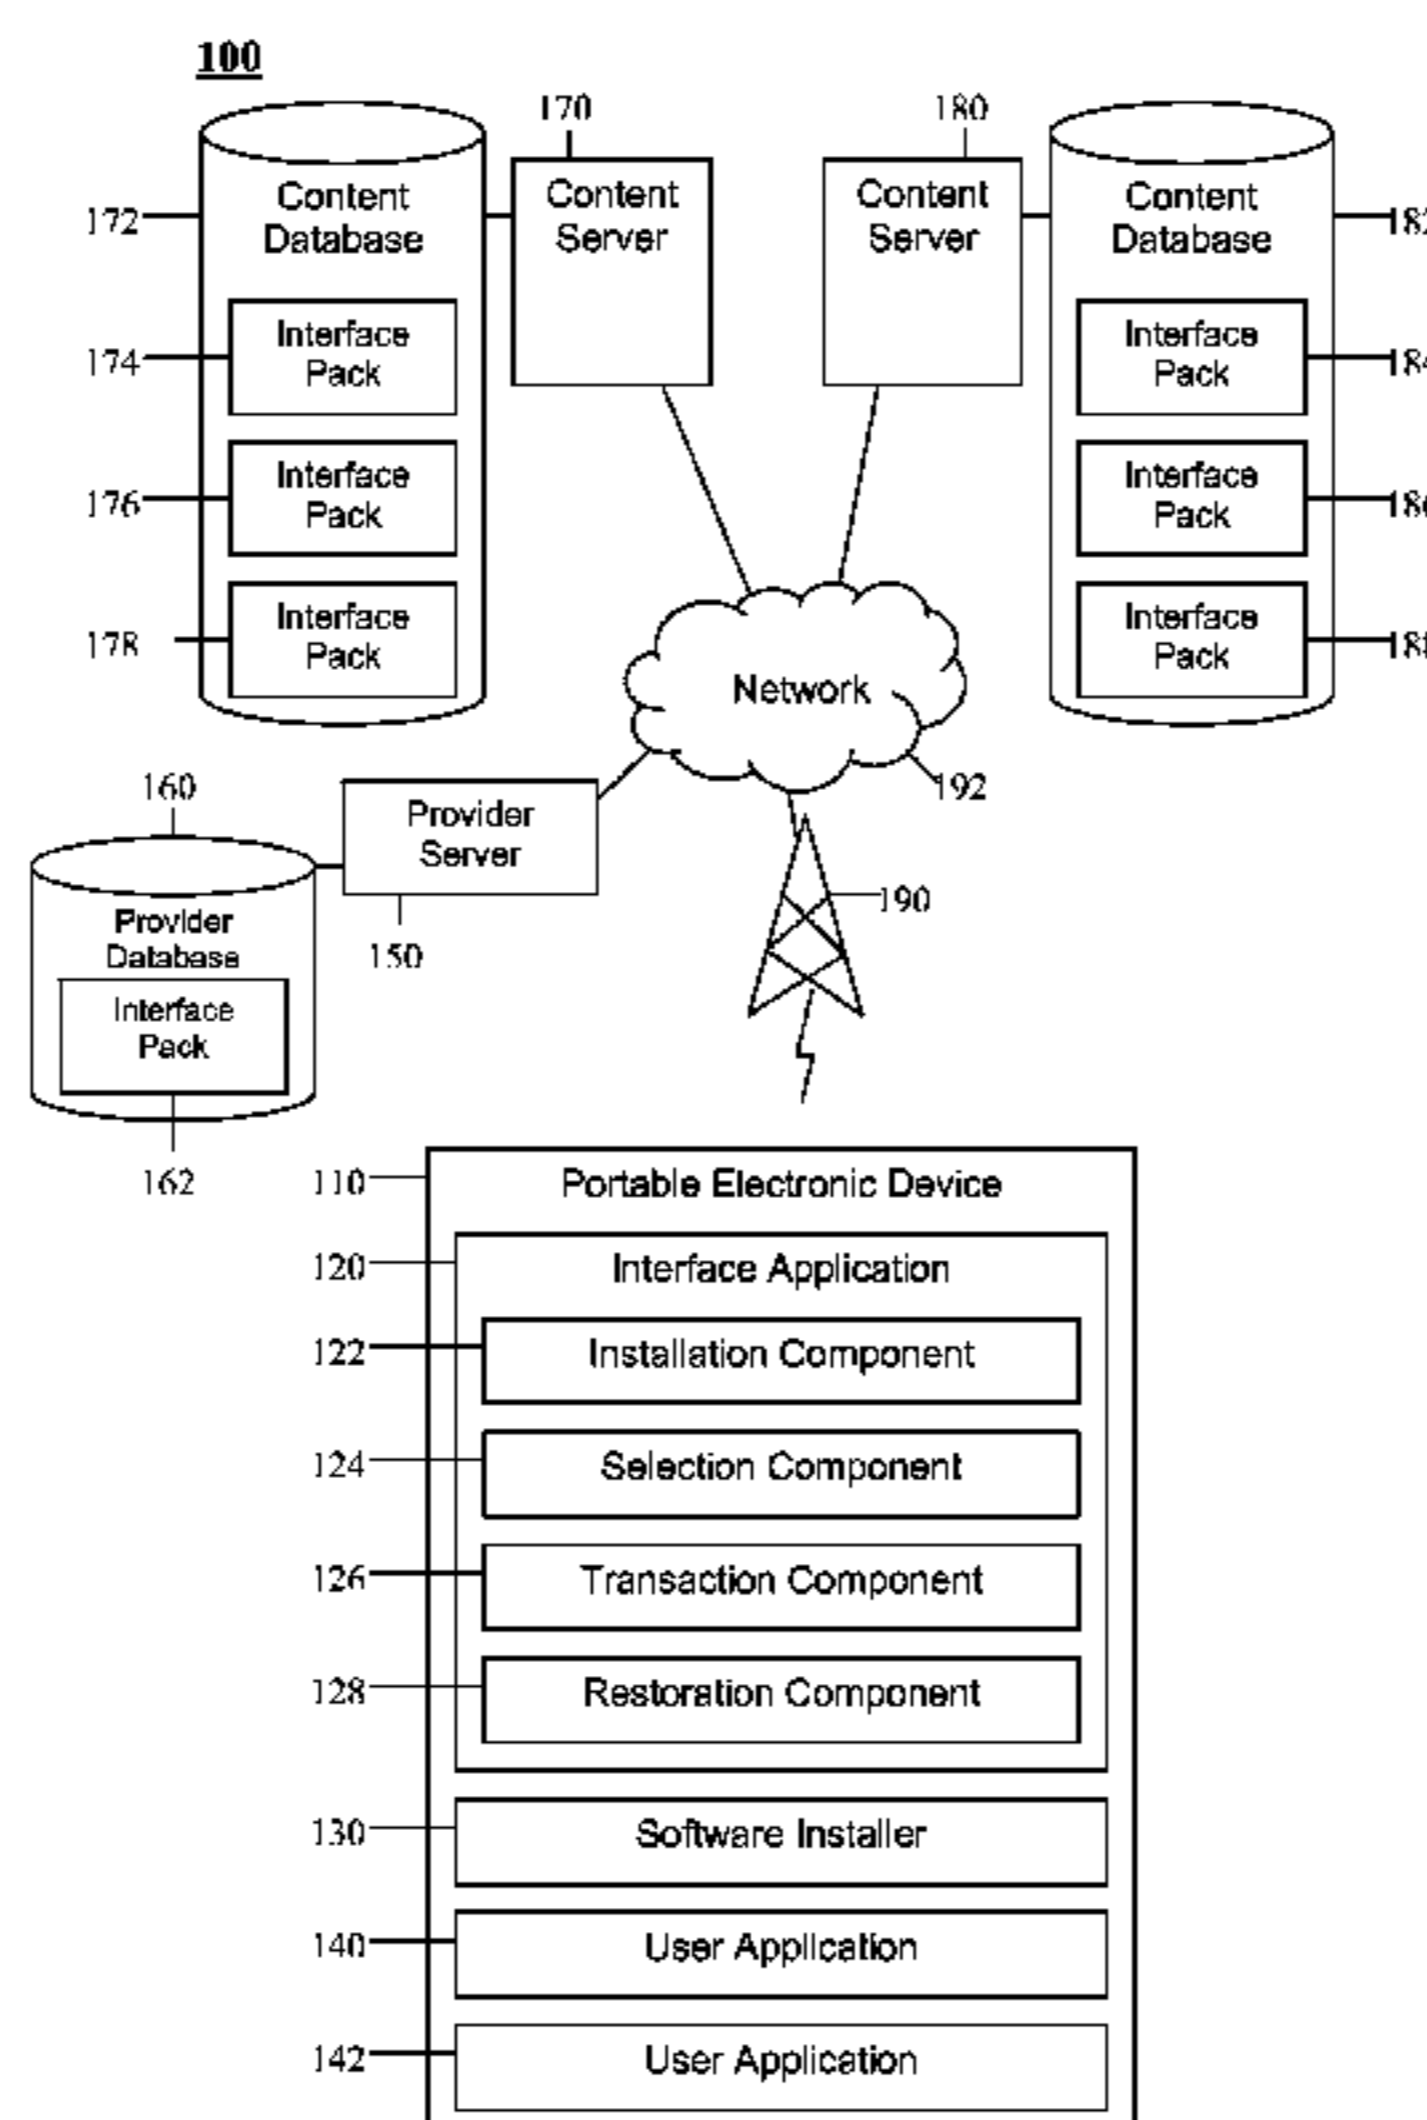 100
170
180
Content
Database
Content
Server
Content
Server
Content
Database
172
Interface
Pack
Interface
Pack
174
Interface
Pack
Interface
Pack
176
Interface
Pack
Interface
Pack
178
Network
192
160
Provider
Server
190
Provider
Database
150
Interface
Pack
162
110
Portable Electronic Device
120
Interface Application
122
Installation Component
124
Selection Component
126
Transaction Component
128
Restoration Component
130
Software Installer
140
User Application
142
User Application